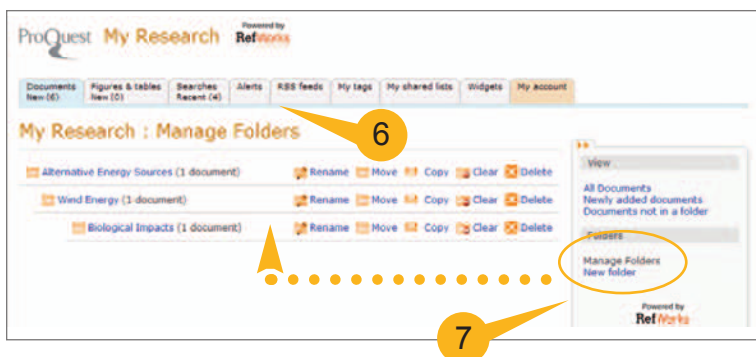 ProQuest My Research Powered by RefWorks
Documents New (6) Figures & tables New (0) Searches Recent (4) Alerts RSS feeds My tags My shared lists Widgets My account
6
My Research : Manage Folders
Alternative Energy Sources (1 document) Rename Move Copy Clear Delete
Wind Energy (1 document) Rename Move Copy Clear Delete
Biological Impacts (1 document) Rename Move Copy Clear Delete
View
All Documents
Newly added documents
Documents not in a folder
Folders
Manage Folders
New folder
Powered by
RefWorks
7